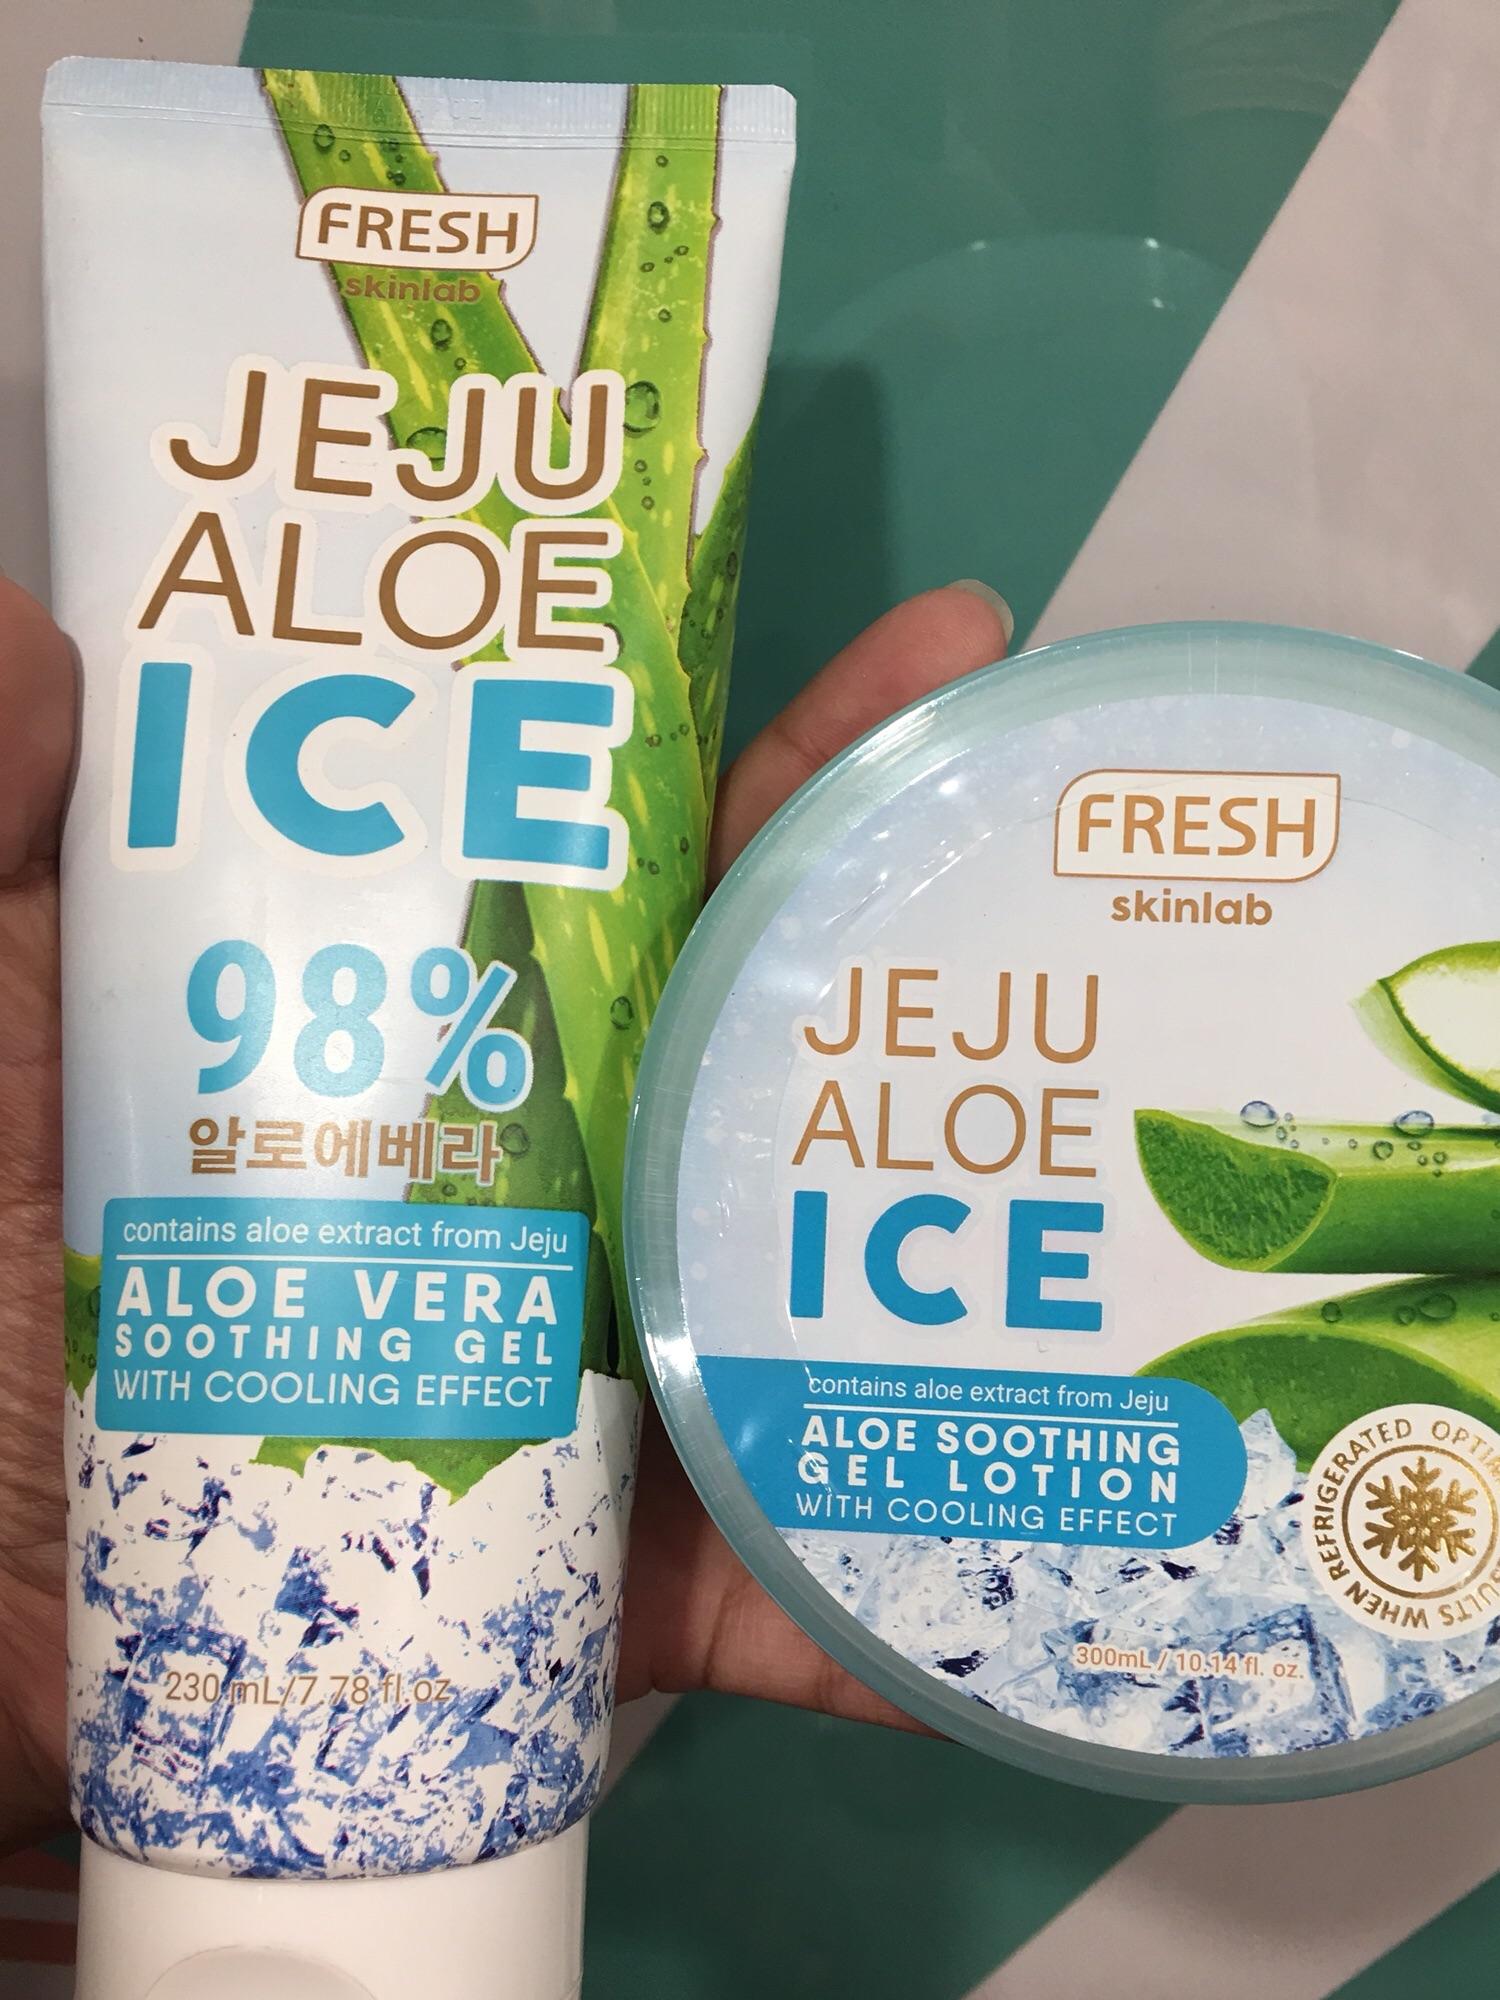 FRESH
skinlab
JEJU
ALOE
ICE
98%
알로에베라
contains aloe extract from Jeju
ALOE VERA
SOOTHING GEL
WITH COOLING EFFECT
230 mL/7.78 fl.oz
FRESH
skinlab
JEJU
ALOE
ICE
contains aloe extract from Jeju
ALOE SOOTHING
GEL LOTION
WITH COOLING EFFECT
WHEN REFRIGERATED
300mL / 10.14 fl. oz.